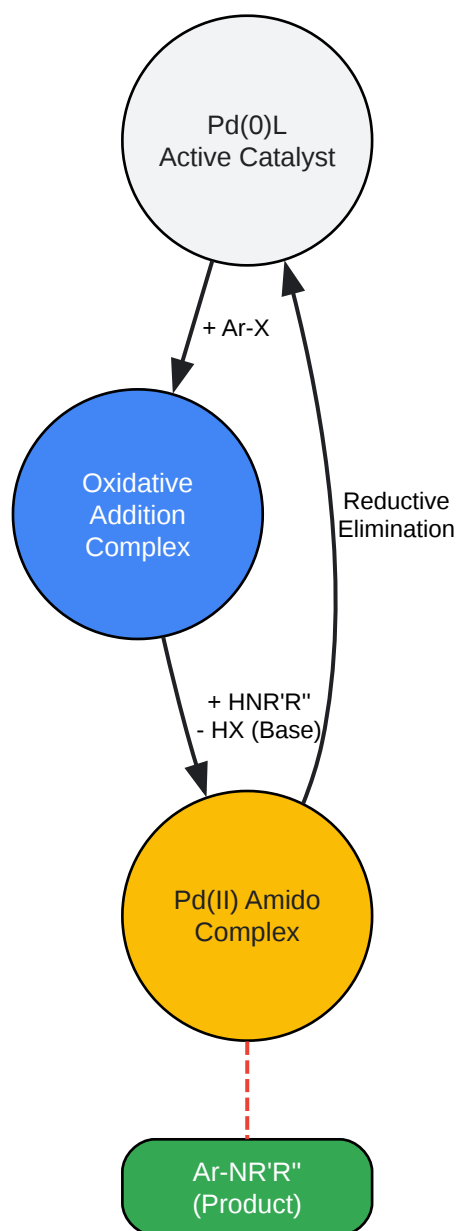 Pd(0)L
Active Catalyst
+ Ar-X
Oxidative
Addition
Complex
Reductive
Elimination
+ HNR'R"
- HX (Base)
Pd(II) Amido
Complex
Ar-NR'R"
(Product)